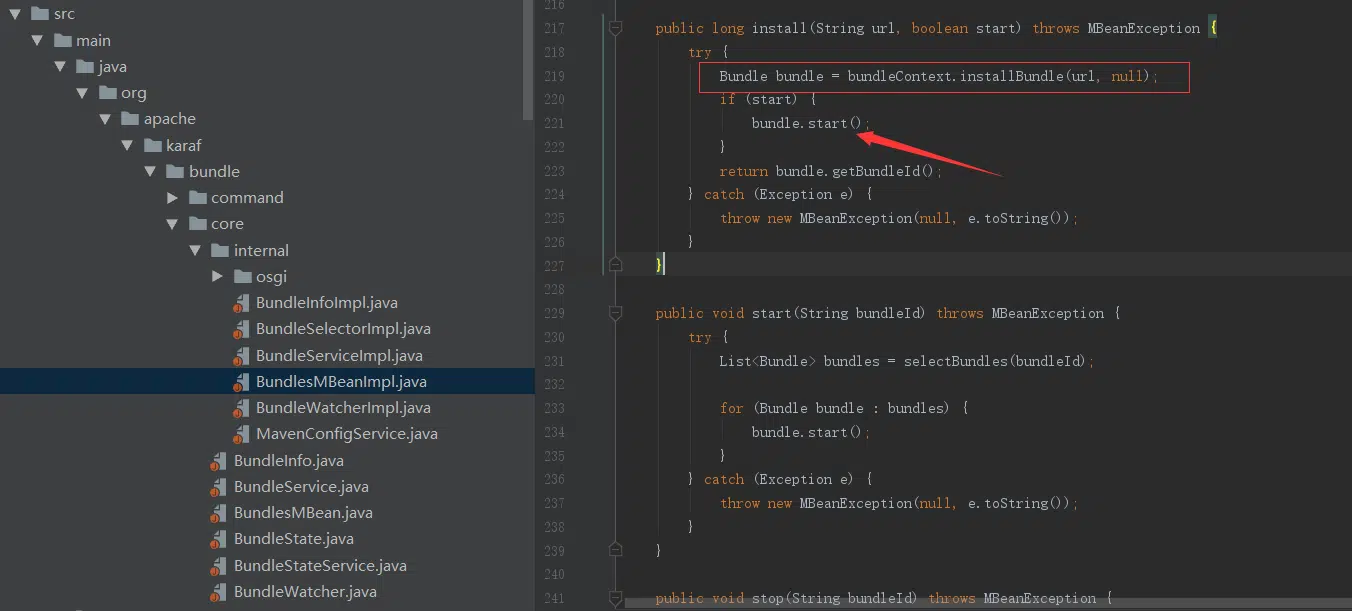 src
main
java
org
apache
karaf
bundle
command
core
internal
osgi
BundleInfoImpl.java
BundleSelectorImpl.java
BundleServiceImpl.java
BundlesMBeanImpl.java
BundleWatcherImpl.java
MavenConfigService.java
BundleInfo.java
BundleService.java
BundlesMBean.java
BundleState.java
BundleStateService.java
BundleWatcher.java
216
217 public long install(String url, boolean start) throws MBeanException {
218 try {
219 Bundle bundle = bundleContext.installBundle(url, null);
220 if (start) {
221 bundle.start();
222 }
223 return bundle.getBundleId();
224 } catch (Exception e) {
225 throw new MBeanException(null, e.toString());
226 }
227 }
228
229 public void start(String bundleId) throws MBeanException {
230 try {
231 List<Bundle> bundles = selectBundles(bundleId);
232
233 for (Bundle bundle : bundles) {
234 bundle.start();
235 }
236 } catch (Exception e) {
237 throw new MBeanException(null, e.toString());
238 }
239 }
240
241 public void stop(String bundleId) throws MBeanException {